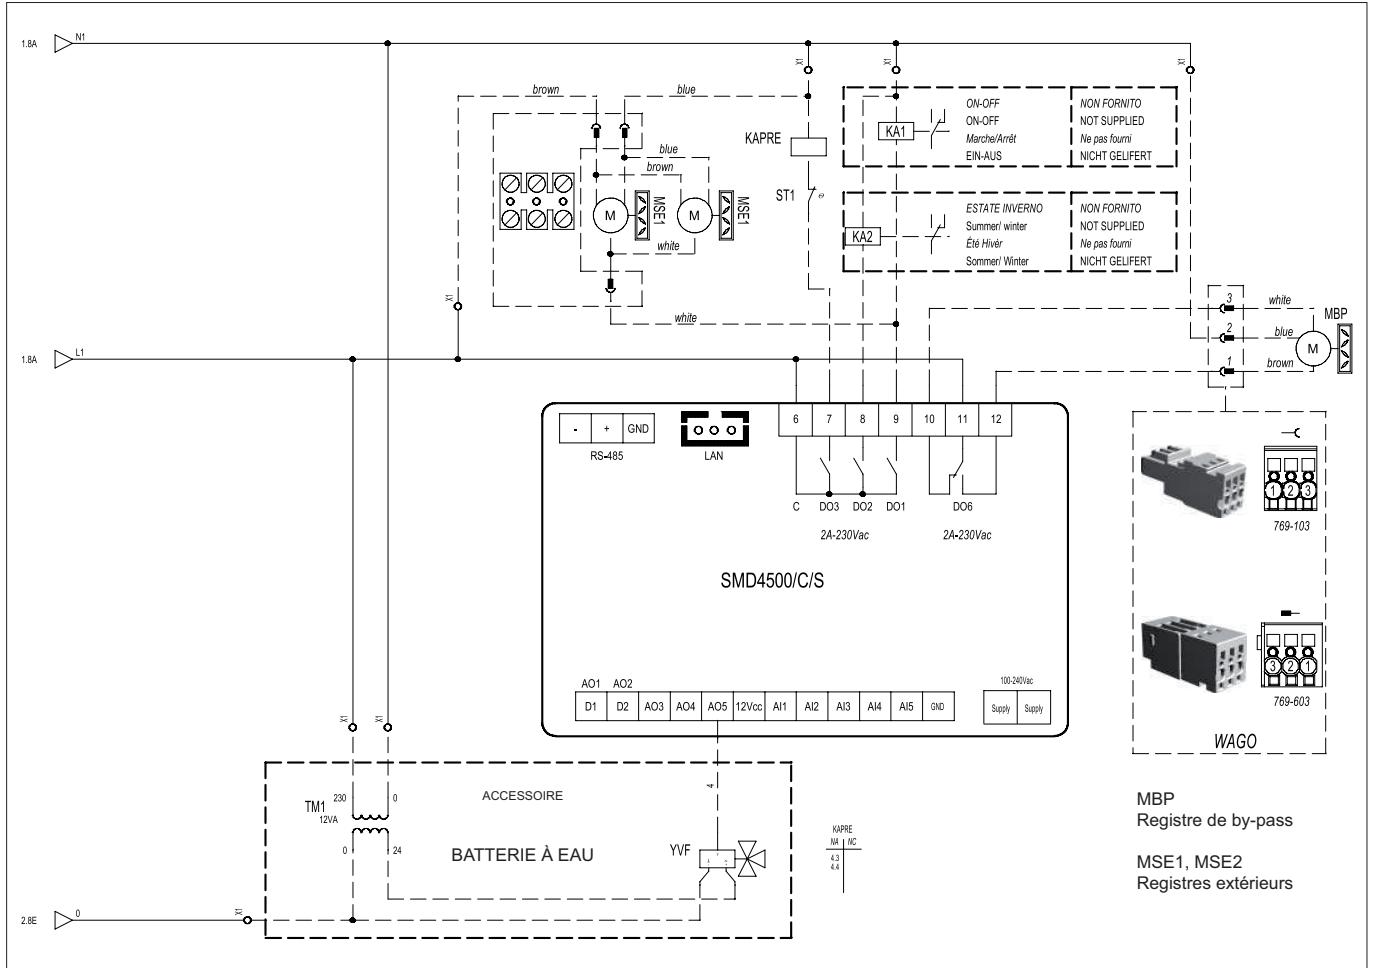 1.8A
N1
X1
X1
X1
brown
blue
KAPRE
ST1
blue
brown
M
MSE1
M
MSE1
white
white
KA1
ON-OFF
ON-OFF
Marche/Arrêt
EIN-AUS
NON FORNITO
NOT SUPPLIED
Ne pas fourni
NICHT GELIFERT
KA2
ESTATE INVERNO
Summer/ winter
Été Hivèr
Sommer/ Winter
NON FORNITO
NOT SUPPLIED
Ne pas fourni
NICHT GELIFERT
X1
1.8A
L1
3
white
2
blue
1
brown
MBP
M
-
+
GND
RS-485
LAN
6
7
8
9
10
11
12
C
DO3
DO2
DO1
DO6
2A-230Vac
2A-230Vac
SMD4500/C/S
1
2
3
769-103
3
2
1
769-603
WAGO
AO1
AO2
D1
D2
AO3
AO4
AO5
12Vcc
AI1
AI2
AI3
AI4
AI5
GND
100-240Vac
Supply
Supply
X1
X1
230
0
TM1
12VA
0
24
ACCESSOIRE
BATTERIE À EAU
4
YVF
KAPRE
NA
NC
4.3
4.4
2.8E
0
X1
MBP
Registre de by-pass
MSE1, MSE2
Registres extérieurs